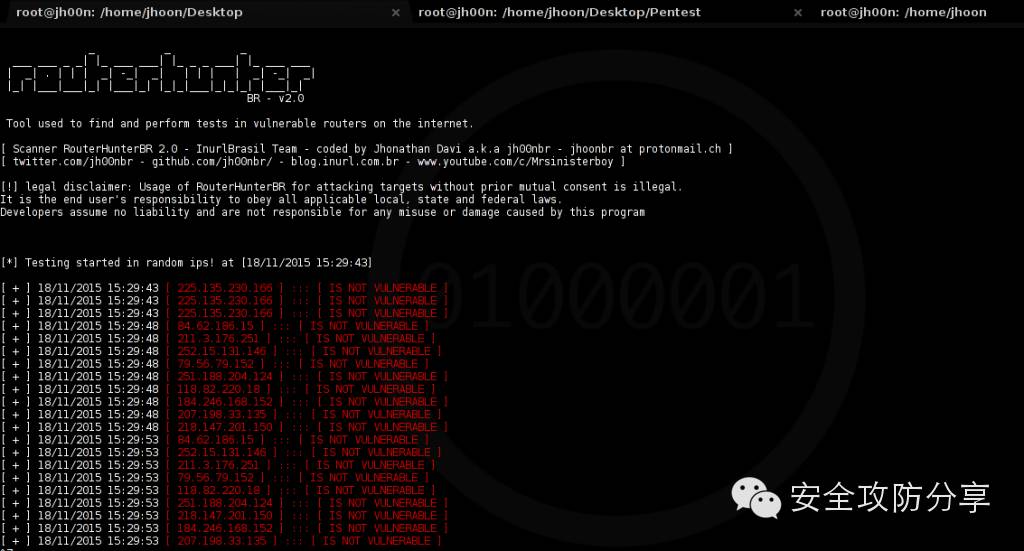 root@jh00n: /home/jhoon/Desktop × root@jh00n: /home/jhoon/Desktop/Pentest × root@jh00n: /home/jhoon
routerhunter
BR - v2.0
Tool used to find and perform tests in vulnerable routers on the internet.
[ Scanner RouterHunterBR 2.0 - InurlBrasil Team - coded by Jhonathan Davi a.k.a jh00nbr - jhoonbr at protonmail.ch ]
[ twitter.com/jh00nbr - github.com/jh00nbr/ - blog.inurl.com.br - www.youtube.com/c/Mrsinisterboy ]
[!] legal disclaimer: Usage of RouterHunterBR for attacking targets without prior mutual consent is illegal.
It is the end user's responsibility to obey all applicable local, state and federal laws.
Developers assume no liability and are not responsible for any misuse or damage caused by this program
[*] Testing started in random ips! at [18/11/2015 15:29:43]
[ + ] 18/11/2015 15:29:43 [ 225.135.230.166 ] ::: [ IS NOT VULNERABLE ]
[ + ] 18/11/2015 15:29:43 [ 225.135.230.166 ] ::: [ IS NOT VULNERABLE ]
[ + ] 18/11/2015 15:29:43 [ 225.135.230.166 ] ::: [ IS NOT VULNERABLE ]
[ + ] 18/11/2015 15:29:48 [ 84.62.186.15 ] ::: [ IS NOT VULNERABLE ]
[ + ] 18/11/2015 15:29:48 [ 211.3.176.251 ] ::: [ IS NOT VULNERABLE ]
[ + ] 18/11/2015 15:29:48 [ 252.15.131.146 ] ::: [ IS NOT VULNERABLE ]
[ + ] 18/11/2015 15:29:48 [ 79.56.79.152 ] ::: [ IS NOT VULNERABLE ]
[ + ] 18/11/2015 15:29:48 [ 251.188.204.124 ] ::: [ IS NOT VULNERABLE ]
[ + ] 18/11/2015 15:29:48 [ 118.82.220.18 ] ::: [ IS NOT VULNERABLE ]
[ + ] 18/11/2015 15:29:48 [ 184.246.168.152 ] ::: [ IS NOT VULNERABLE ]
[ + ] 18/11/2015 15:29:48 [ 207.198.33.135 ] ::: [ IS NOT VULNERABLE ]
[ + ] 18/11/2015 15:29:48 [ 218.147.201.150 ] ::: [ IS NOT VULNERABLE ]
[ + ] 18/11/2015 15:29:53 [ 84.62.186.15 ] ::: [ IS NOT VULNERABLE ]
[ + ] 18/11/2015 15:29:53 [ 252.15.131.146 ] ::: [ IS NOT VULNERABLE ]
[ + ] 18/11/2015 15:29:53 [ 211.3.176.251 ] ::: [ IS NOT VULNERABLE ]
[ + ] 18/11/2015 15:29:53 [ 79.56.79.152 ] ::: [ IS NOT VULNERABLE ]
[ + ] 18/11/2015 15:29:53 [ 118.82.220.18 ] ::: [ IS NOT VULNERABLE ]
[ + ] 18/11/2015 15:29:53 [ 251.188.204.124 ] ::: [ IS NOT VULNERABLE ]
[ + ] 18/11/2015 15:29:53 [ 218.147.201.150 ] ::: [ IS NOT VULNERABLE ]
[ + ] 18/11/2015 15:29:53 [ 184.246.168.152 ] ::: [ IS NOT VULNERABLE ]
[ + ] 18/11/2015 15:29:53 [ 207.198.33.135 ] ::: [ IS NOT VULNERABLE ]
01000001
安全攻防分享